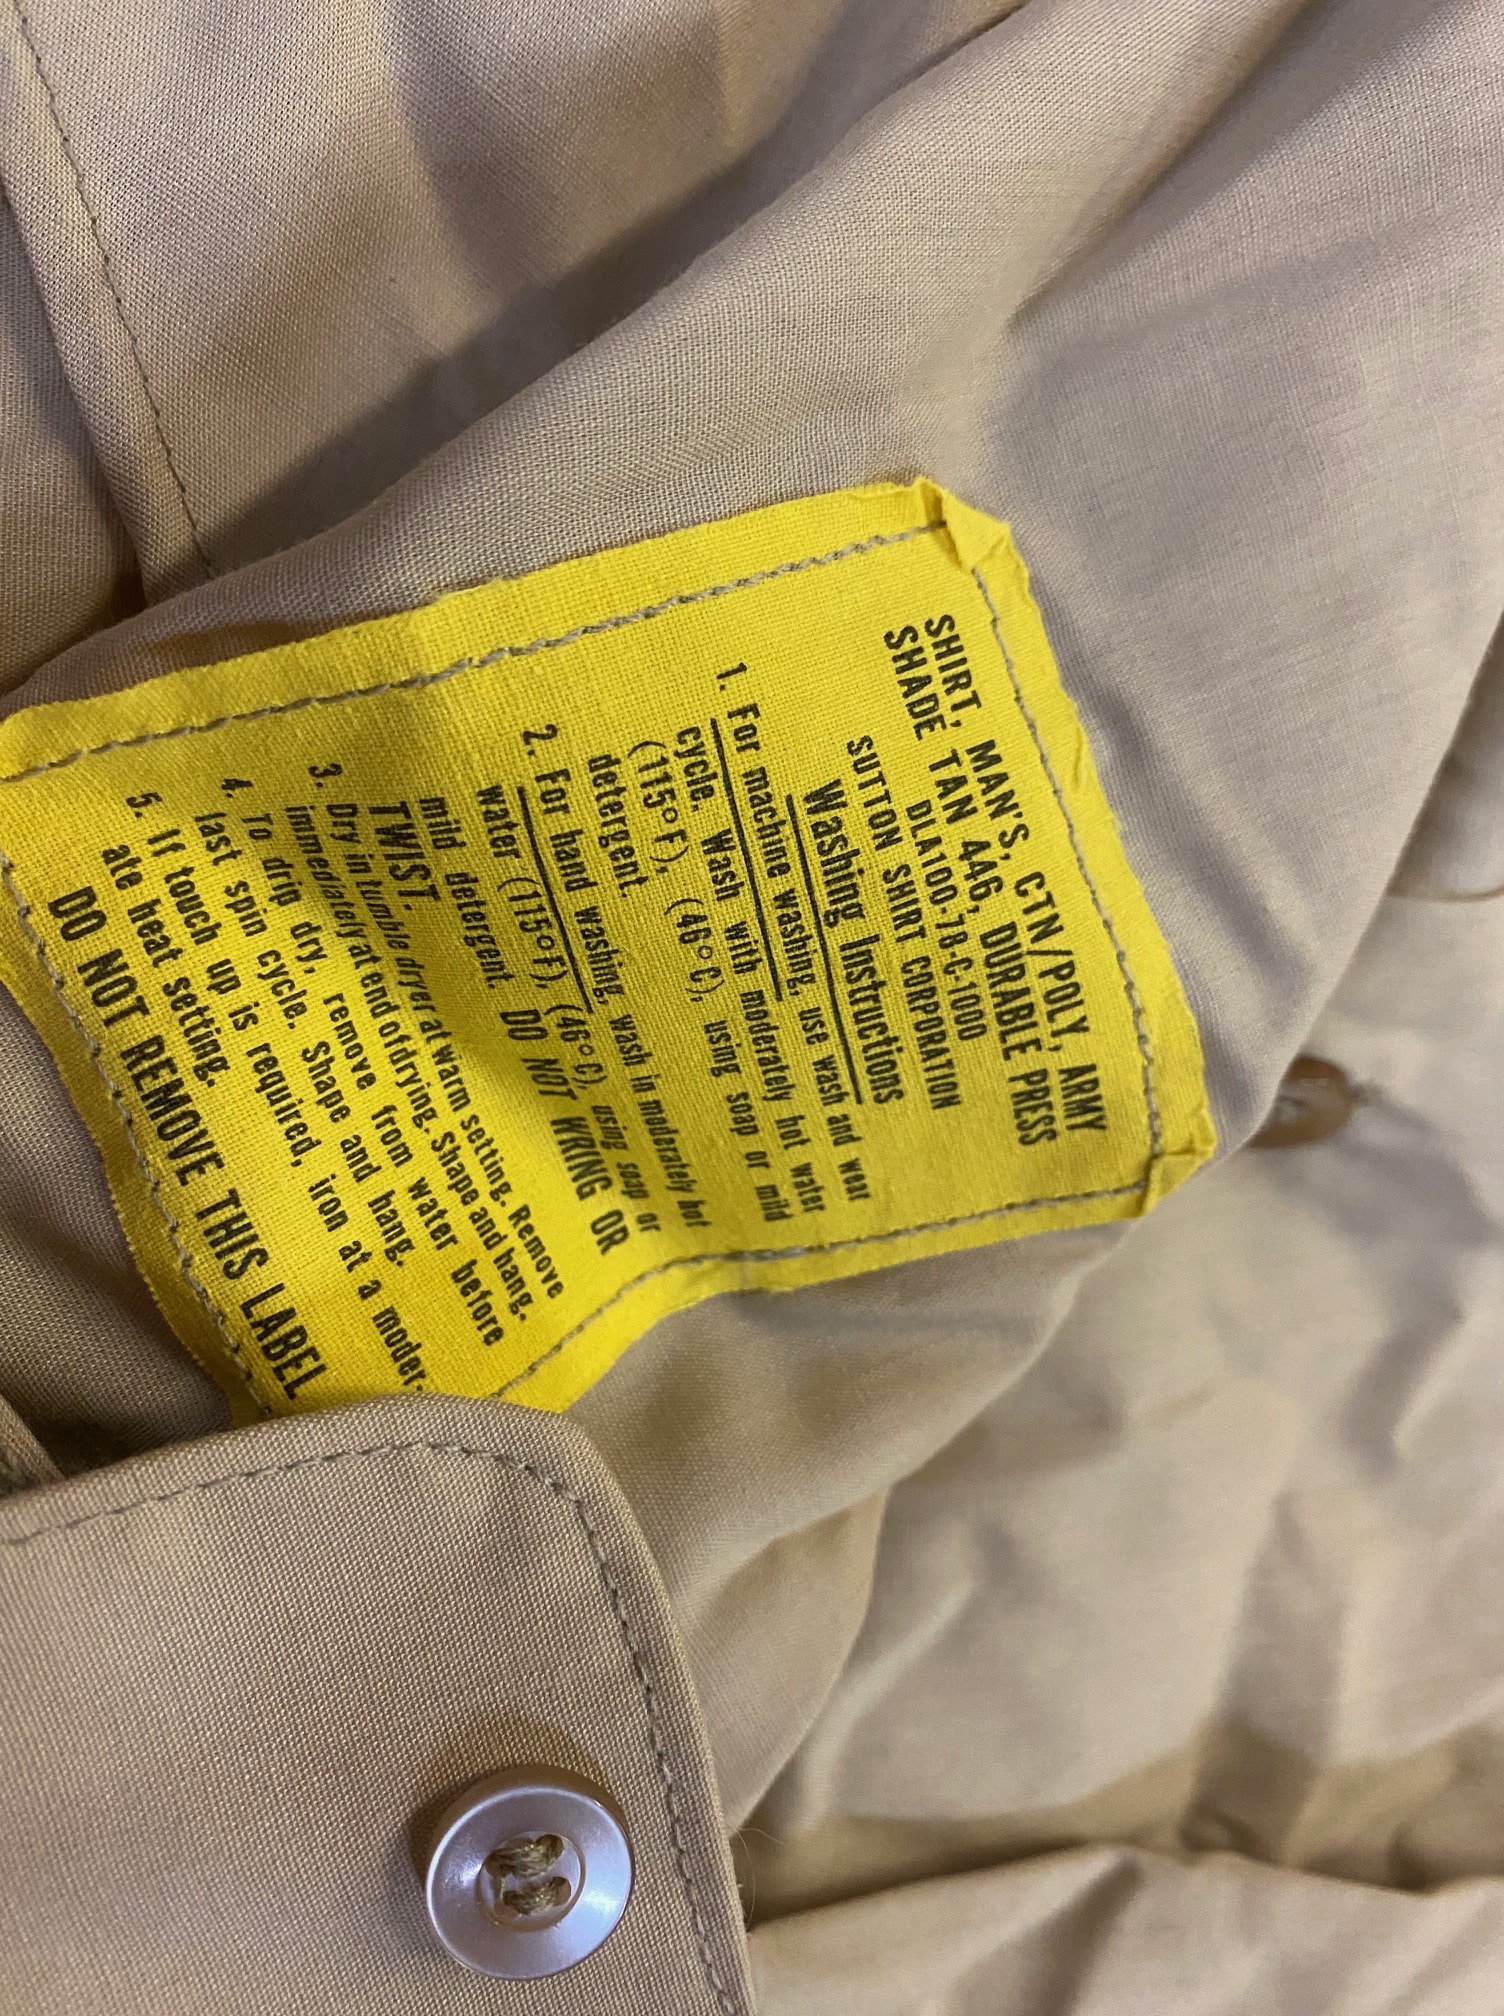 SHIRT, MAN'S, CTN/POLY, ARMY
SHADE TAN 446, DURABLE PRESS
DLA100-78-C-1000
SUTTON SHIRT CORPORATION
Washing Instructions
1. For machine washing, use wash and wear
cycle. Wash with moderately hot water
(115°F), (46°C), using soap or mild
detergent.
2. For hand washing, wash in moderately hot
water (115°F), (46°C), using soap or
mild detergent. DO NOT WRING OR
TWIST.
3. Dry in tumble dryer at warm setting. Remove
immediately at end of drying. Shape and hang.
4. To drip dry, remove from water before
last spin cycle. Shape and hang.
5. If touch up is required, iron at a moder-
ate heat setting.
DO NOT REMOVE THIS LABEL